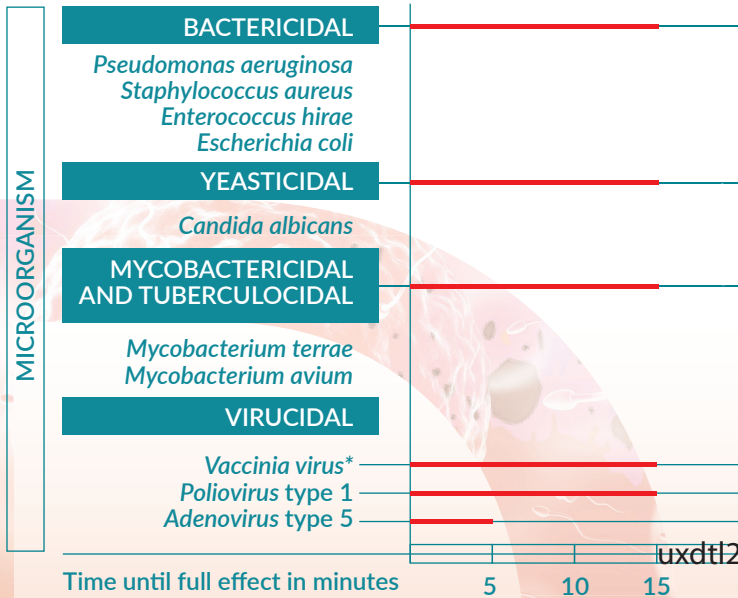 MICROORGANISM
BACTERICIDAL
Pseudomonas aeruginosa
Staphylococcus aureus
Enterococcus hirae
Escherichia coli
YEASTICIDAL
Candida albicans
MYCOBACTERICIDAL
AND TUBERCULOCIDAL
Mycobacterium terrae
Mycobacterium avium
VIRUCIDAL
Vaccinia virus*
Poliovirus type 1
Adenovirus type 5
uxdtl2
Time until full effect in minutes 5 10 15